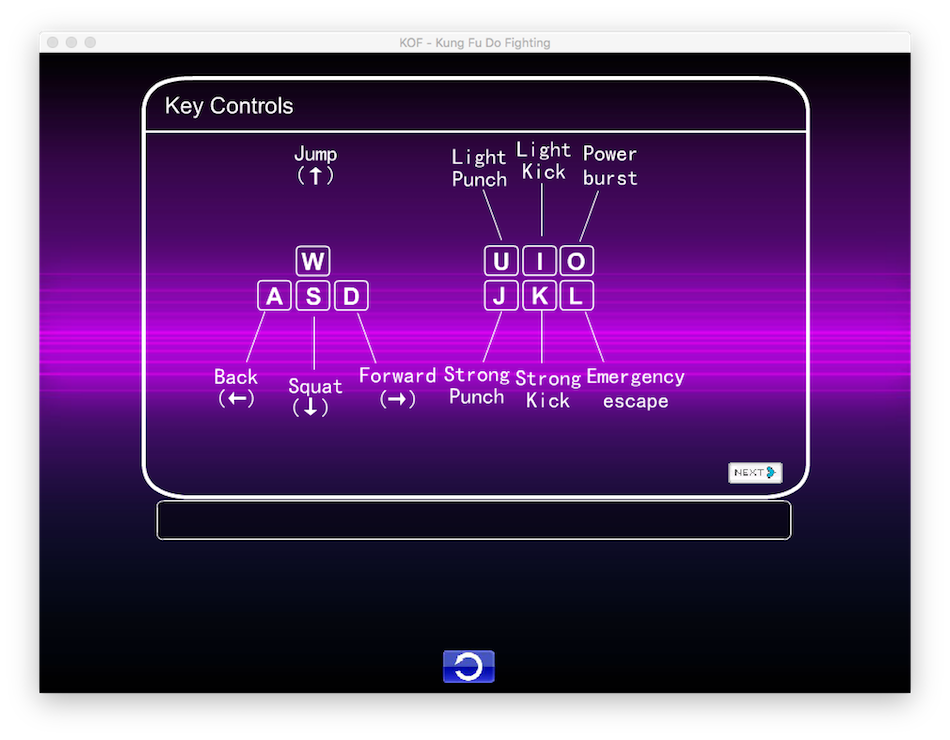 KOF - Kung Fu Do Fighting
Key Controls
Jump
(↑)
Light
Punch
Light
Kick
Power
burst
W
A S D
U I O
J K L
Back
(←)
Squat
(↓)
Forward
(→)
Strong
Punch
Strong
Kick
Emergency
escape
NEXT